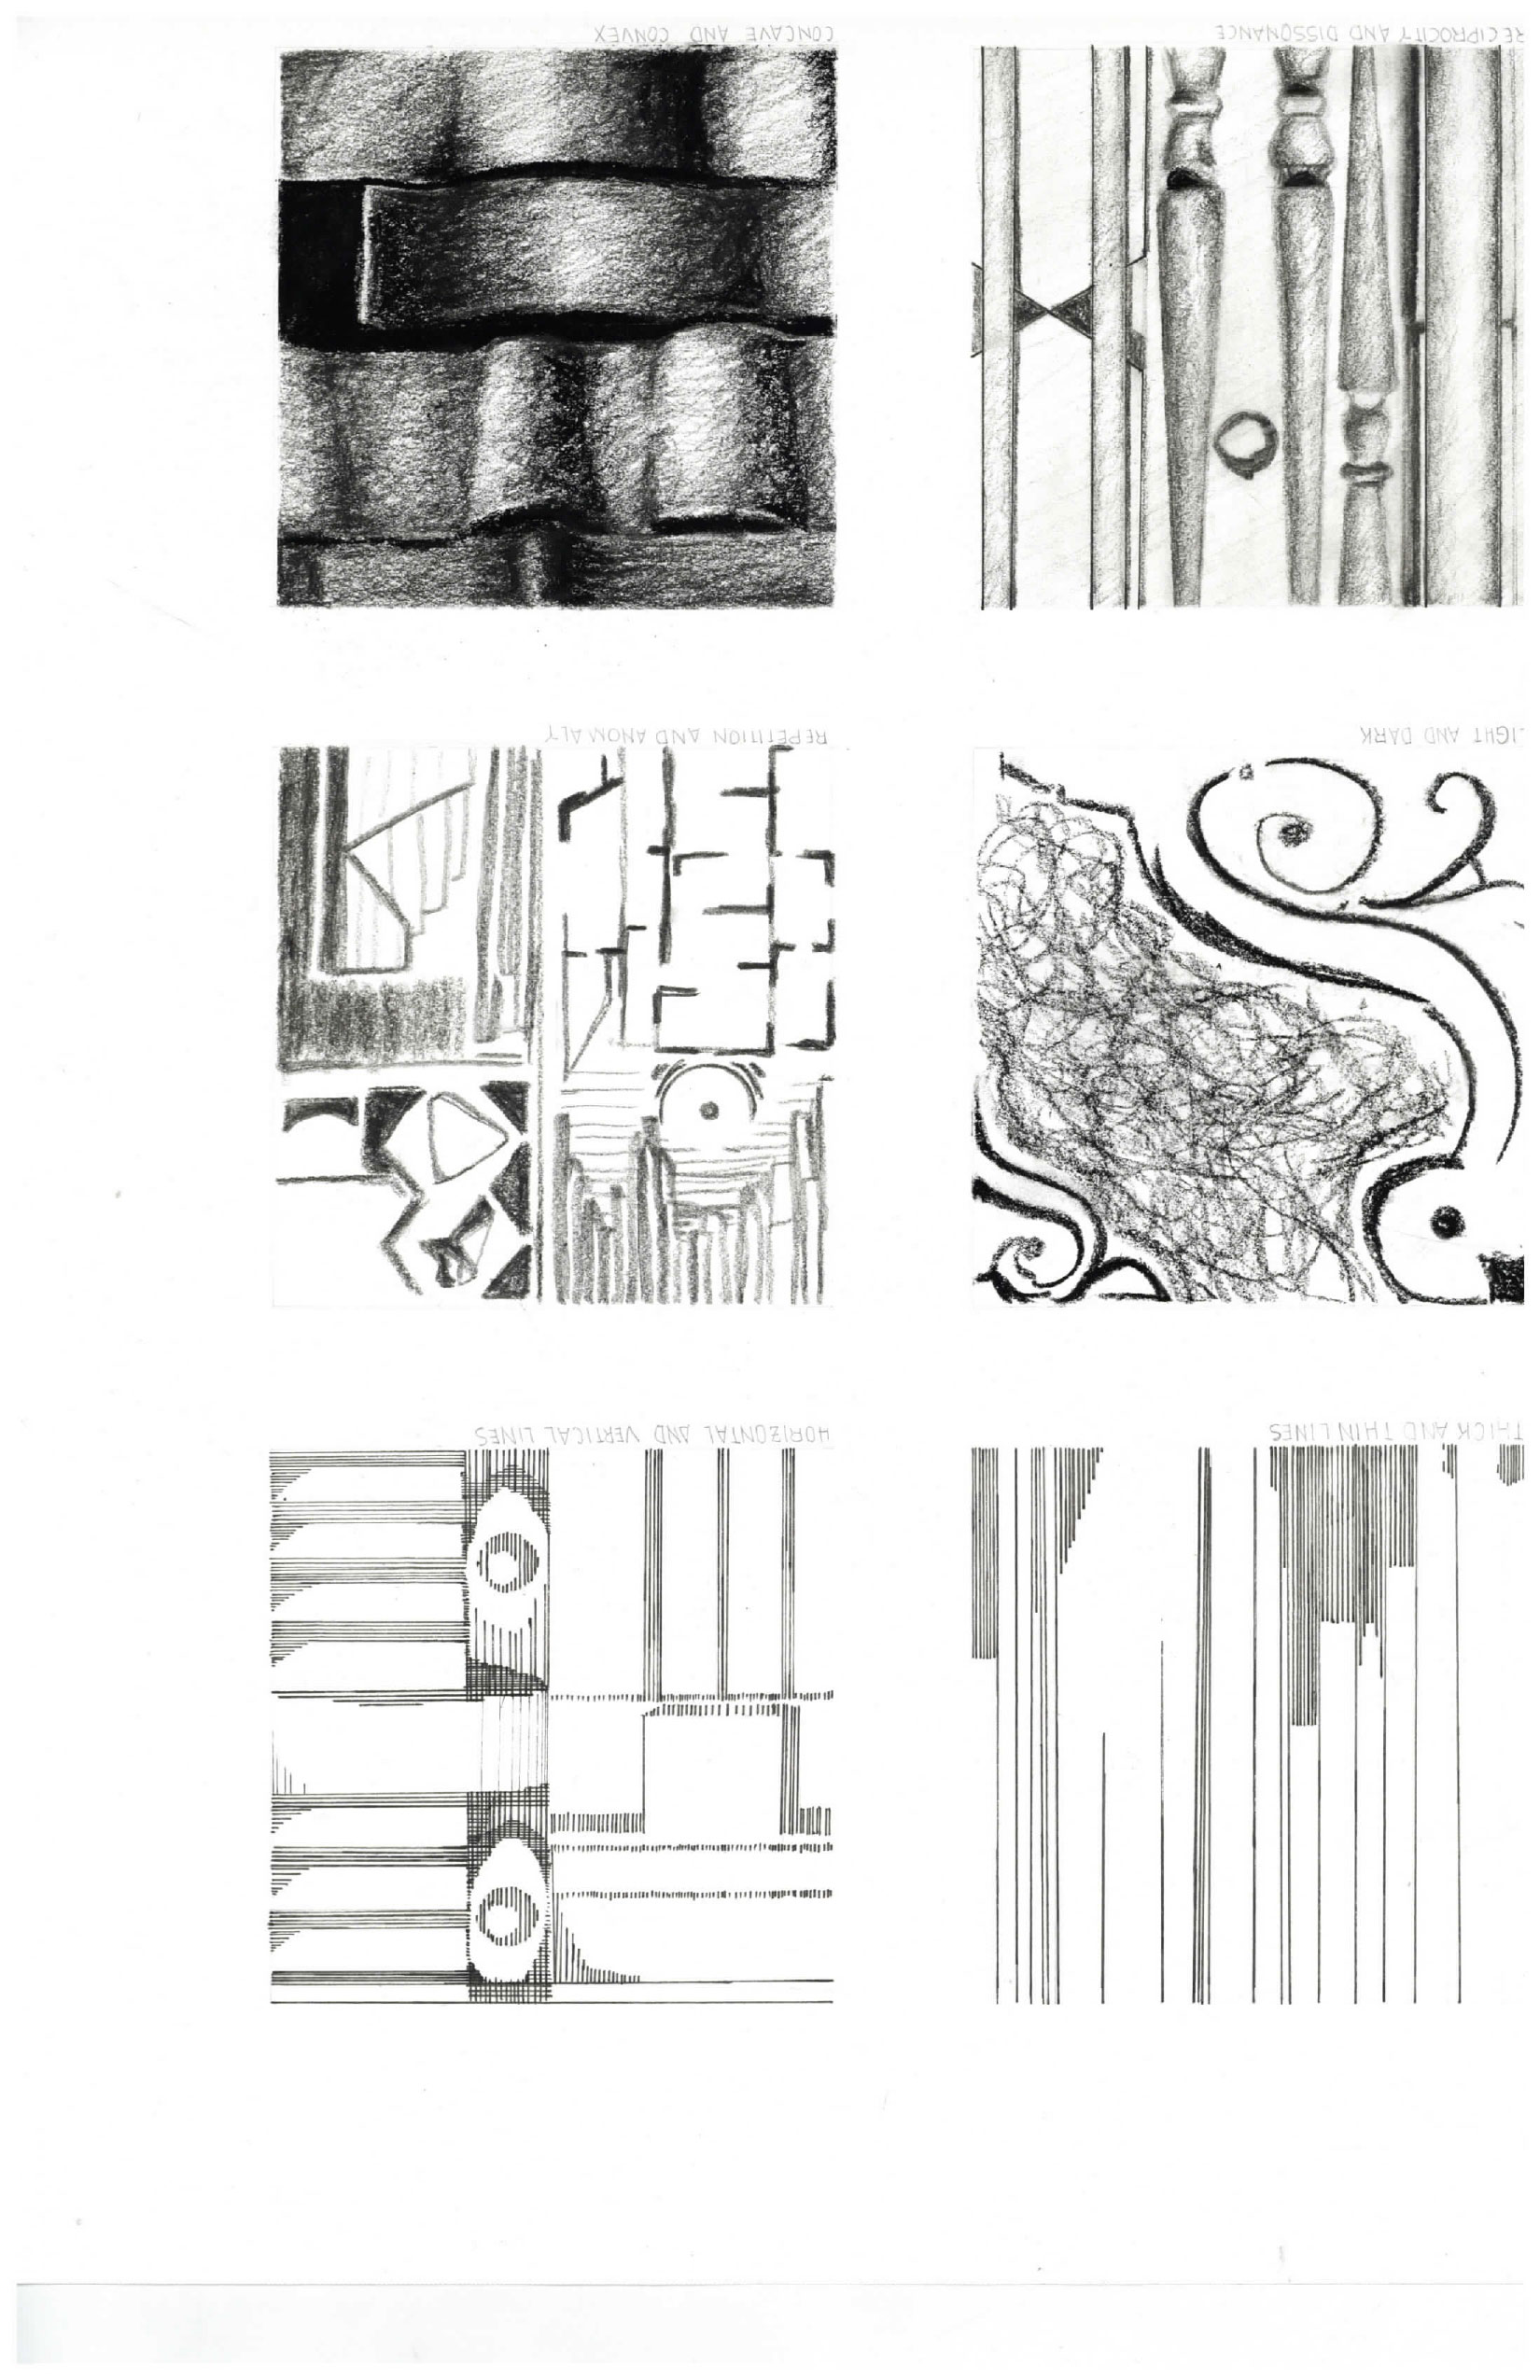 THICK AND THIN LINES
HORIZONTAL AND VERTICAL LINES
LIGHT AND DARK
REPETITION AND ANOMALY
RECIPROCITY AND DISSONANCE
CONCAVE AND CONVEX